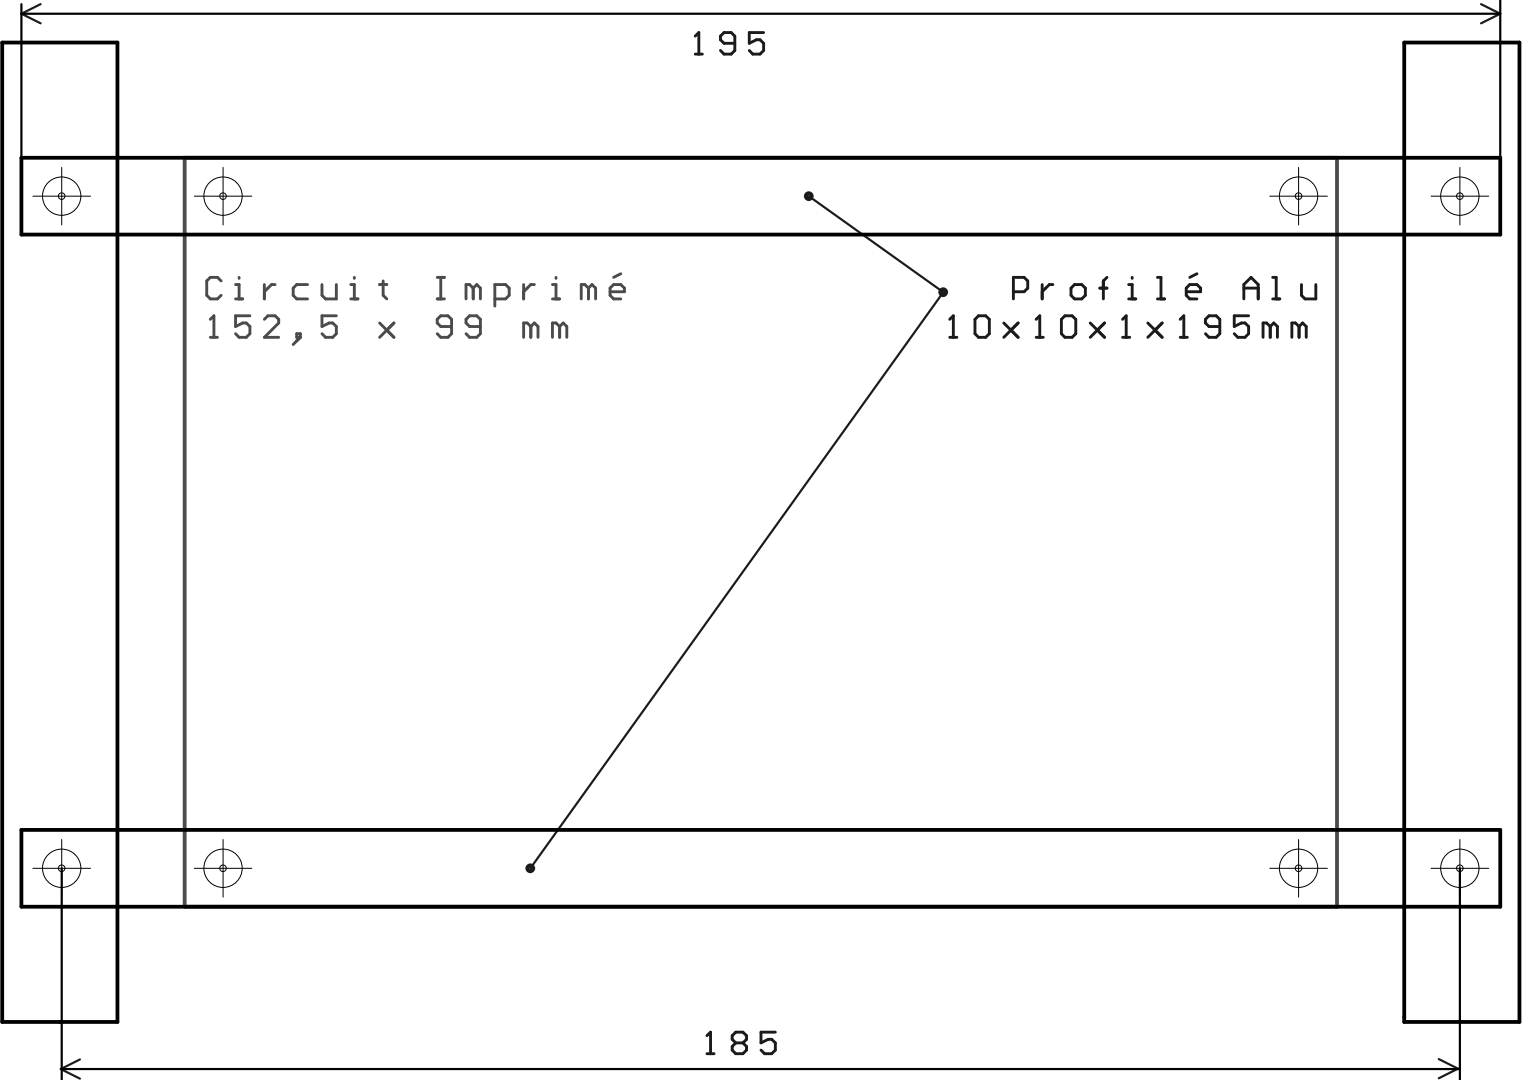 195
Circuit Imprimé
152,5 x 99 mm
Profilé Alu
10x10x1x195mm
185